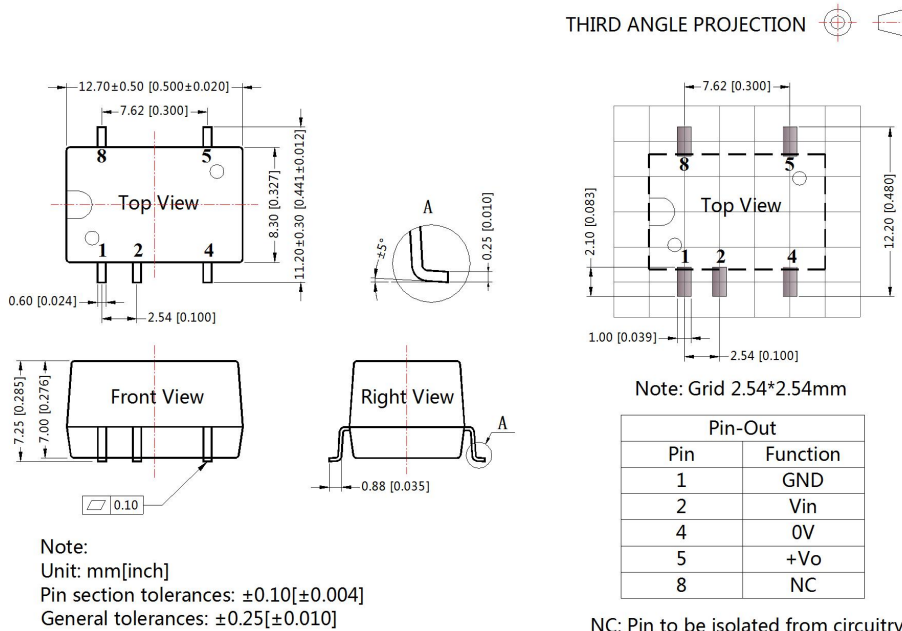 THIRD ANGLE PROJECTION
12.70±0.50 [0.500±0.020]
7.62 [0.300]
8
5
Top View
1
2
4
8.30 [0.327]
11.20±0.30 [0.441±0.012]
0.60 [0.024]
2.54 [0.100]
A
±5°
0.25 [0.010]
7.62 [0.300]
8
5
Top View
1
2
4
2.10 [0.083]
12.20 [0.480]
1.00 [0.039]
2.54 [0.100]
Note: Grid 2.54*2.54mm
Front View
7.25 [0.285]
7.00 [0.276]
0.10
Right View
A
0.88 [0.035]
Pin-Out
Pin Function
1 GND
2 Vin
4 0V
5 +Vo
8 NC
Note:
Unit: mm[inch]
Pin section tolerances: ±0.10[±0.004]
General tolerances: ±0.25[±0.010]
NC: Pin to be isolated from circuitry